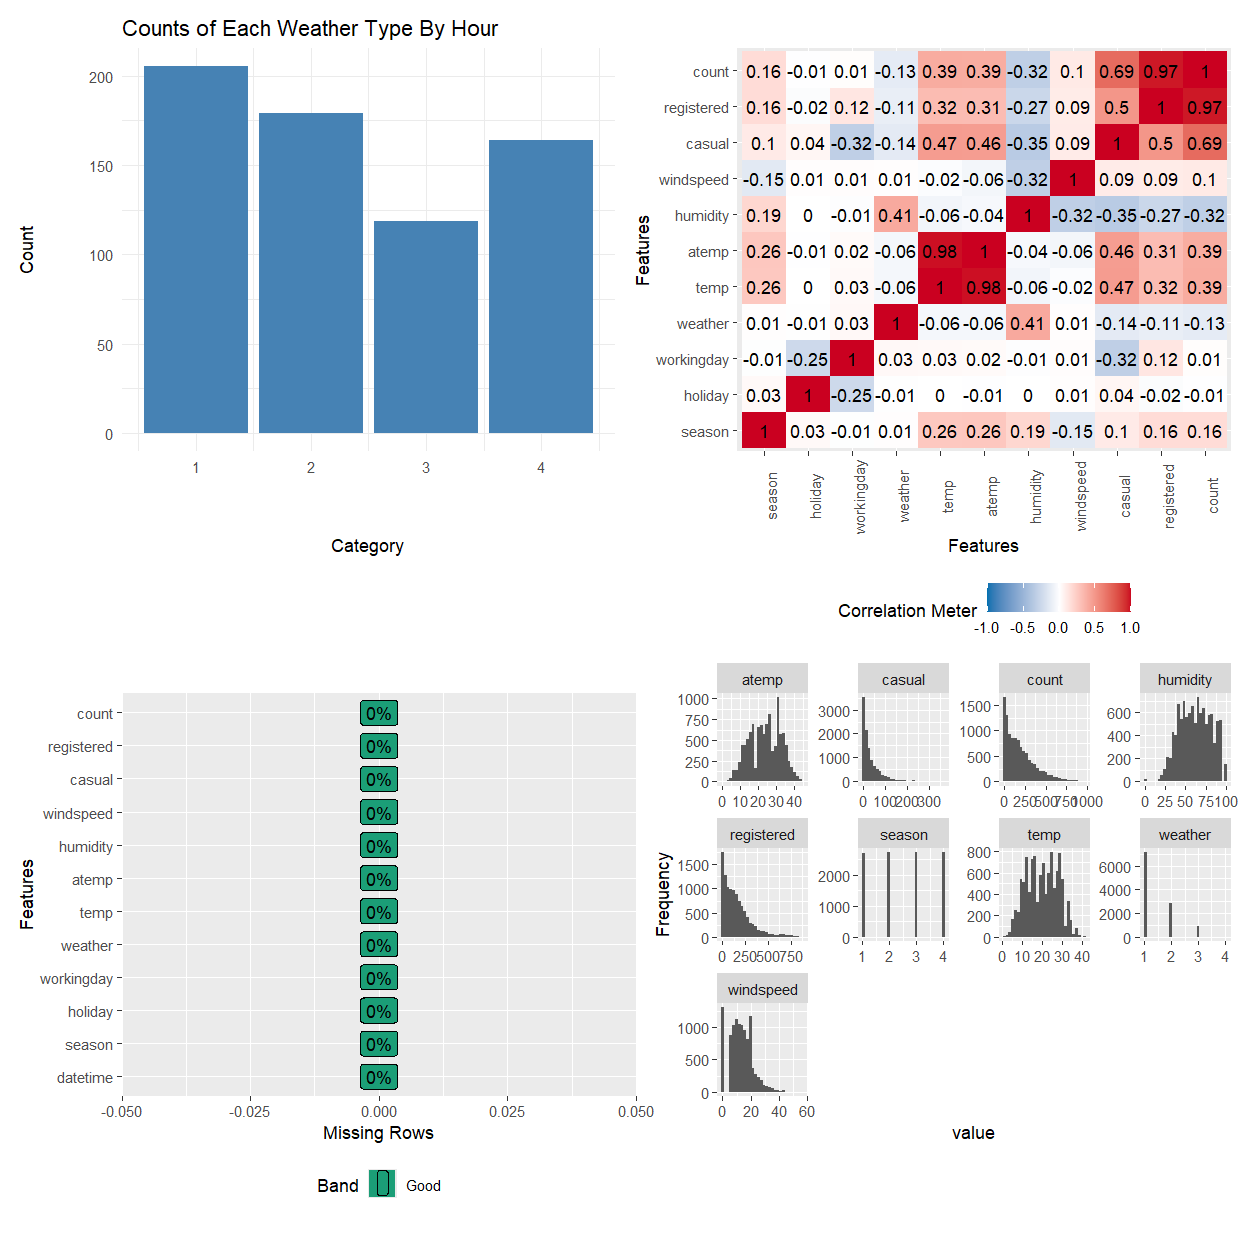 Counts of Each Weather Type By Hour
Count
200
150
100
50
0
1 2 3 4
Category
Features
count 0.16 -0.01 0.01 -0.13 0.39 0.39 -0.32 0.1 0.69 0.97 1
registered 0.16 -0.02 0.12 -0.11 0.32 0.31 -0.27 0.09 0.5 1 0.97
casual 0.1 0.04 -0.32 -0.14 0.47 0.46 -0.35 0.09 1 0.5 0.69
windspeed -0.15 0.01 0.01 0.01 -0.02 -0.06 -0.32 1 0.09 0.09 0.1
humidity 0.19 0 -0.01 0.41 -0.06 -0.04 1 -0.32 -0.35 -0.27 -0.32
atemp 0.26 -0.01 0.02 -0.06 0.98 1 -0.04 -0.06 0.46 0.31 0.39
temp 0.26 0 0.03 -0.06 1 0.98 -0.06 -0.02 0.47 0.32 0.39
weather 0.01 -0.01 0.03 1 -0.06 -0.06 0.41 0.01 -0.14 -0.11 -0.13
workingday -0.01 -0.25 1 0.03 0.03 0.02 -0.01 0.01 -0.32 0.12 0.01
holiday 0.03 1 -0.25 -0.01 0 -0.01 0 0.01 0.04 -0.02 -0.01
season 1 0.03 -0.01 0.01 0.26 0.26 0.19 -0.15 0.1 0.16 0.16
season holiday workingday weather temp atemp humidity windspeed casual registered count
Features
Correlation Meter
-1.0 -0.5 0.0 0.5 1.0
Features
count 0%
registered 0%
casual 0%
windspeed 0%
humidity 0%
atemp 0%
temp 0%
weather 0%
workingday 0%
holiday 0%
season 0%
datetime 0%
-0.050 -0.025 0.000 0.025 0.050
Missing Rows
Band Good
Frequency
atemp
1000
750
500
250
0
0 10 20 30 40
casual
3000
2000
1000
0
0 100 200 300
count
1500
1000
500
0
0 250 500 750 1000
humidity
600
400
200
0
0 25 50 75 100
registered
1500
1000
500
0
0 250 500 750
season
2000
1000
0
1 2 3 4
temp
800
600
400
200
0
0 10 20 30 40
weather
6000
4000
2000
0
1 2 3 4
windspeed
1000
500
0
0 20 40 60
value